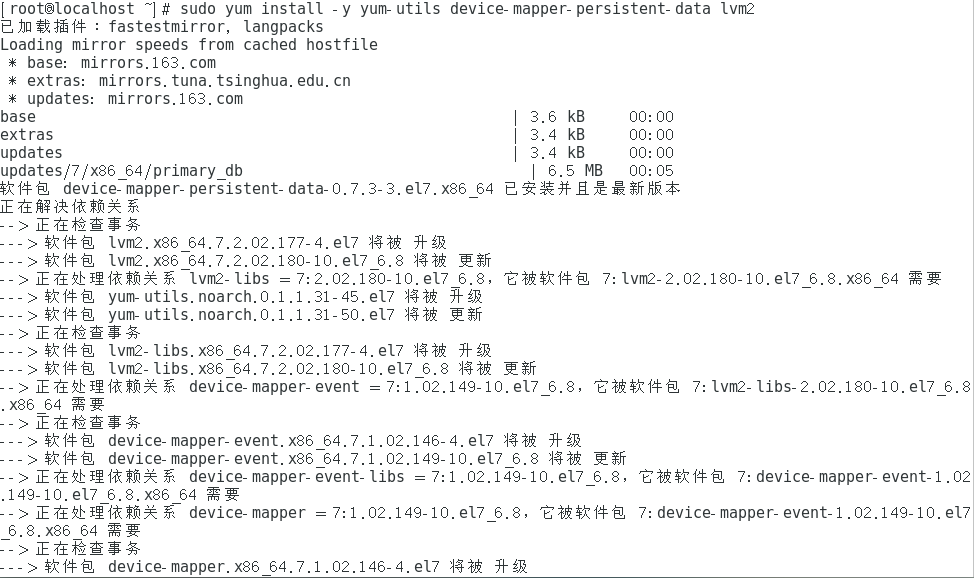 [root@localhost ~]# sudo yum install -y yum-utils device-mapper-persistent-data lvm2
已加载插件：fastestmirror, langpacks
Loading mirror speeds from cached hostfile
 * base: mirrors.163.com
 * extras: mirrors.tuna.tsinghua.edu.cn
 * updates: mirrors.163.com
base | 3.6 kB 00:00
extras | 3.4 kB 00:00
updates | 3.4 kB 00:00
updates/7/x86_64/primary_db | 6.5 MB 00:05
软件包 device-mapper-persistent-data-0.7.3-3.el7.x86_64 已安装并且是最新版本
正在解决依赖关系
--> 正在检查事务
---> 软件包 lvm2.x86_64.7.2.02.177-4.el7 将被 升级
---> 软件包 lvm2.x86_64.7.2.02.180-10.el7_6.8 将被 更新
--> 正在处理依赖关系 lvm2-libs = 7:2.02.180-10.el7_6.8，它被软件包 7:lvm2-2.02.180-10.el7_6.8.x86_64 需要
---> 软件包 yum-utils.noarch.0.1.1.31-45.el7 将被 升级
---> 软件包 yum-utils.noarch.0.1.1.31-50.el7 将被 更新
--> 正在检查事务
---> 软件包 lvm2-libs.x86_64.7.2.02.177-4.el7 将被 升级
---> 软件包 lvm2-libs.x86_64.7.2.02.180-10.el7_6.8 将被 更新
--> 正在处理依赖关系 device-mapper-event = 7:1.02.149-10.el7_6.8，它被软件包 7:lvm2-libs-2.02.180-10.el7_6.8
.x86_64 需要
--> 正在检查事务
---> 软件包 device-mapper-event.x86_64.7.1.02.146-4.el7 将被 升级
---> 软件包 device-mapper-event.x86_64.7.1.02.149-10.el7_6.8 将被 更新
--> 正在处理依赖关系 device-mapper-event-libs = 7:1.02.149-10.el7_6.8，它被软件包 7:device-mapper-event-1.02
.149-10.el7_6.8.x86_64 需要
--> 正在处理依赖关系 device-mapper = 7:1.02.149-10.el7_6.8，它被软件包 7:device-mapper-event-1.02.149-10.el7
_6.8.x86_64 需要
--> 正在检查事务
---> 软件包 device-mapper.x86_64.7.1.02.146-4.el7 将被 升级